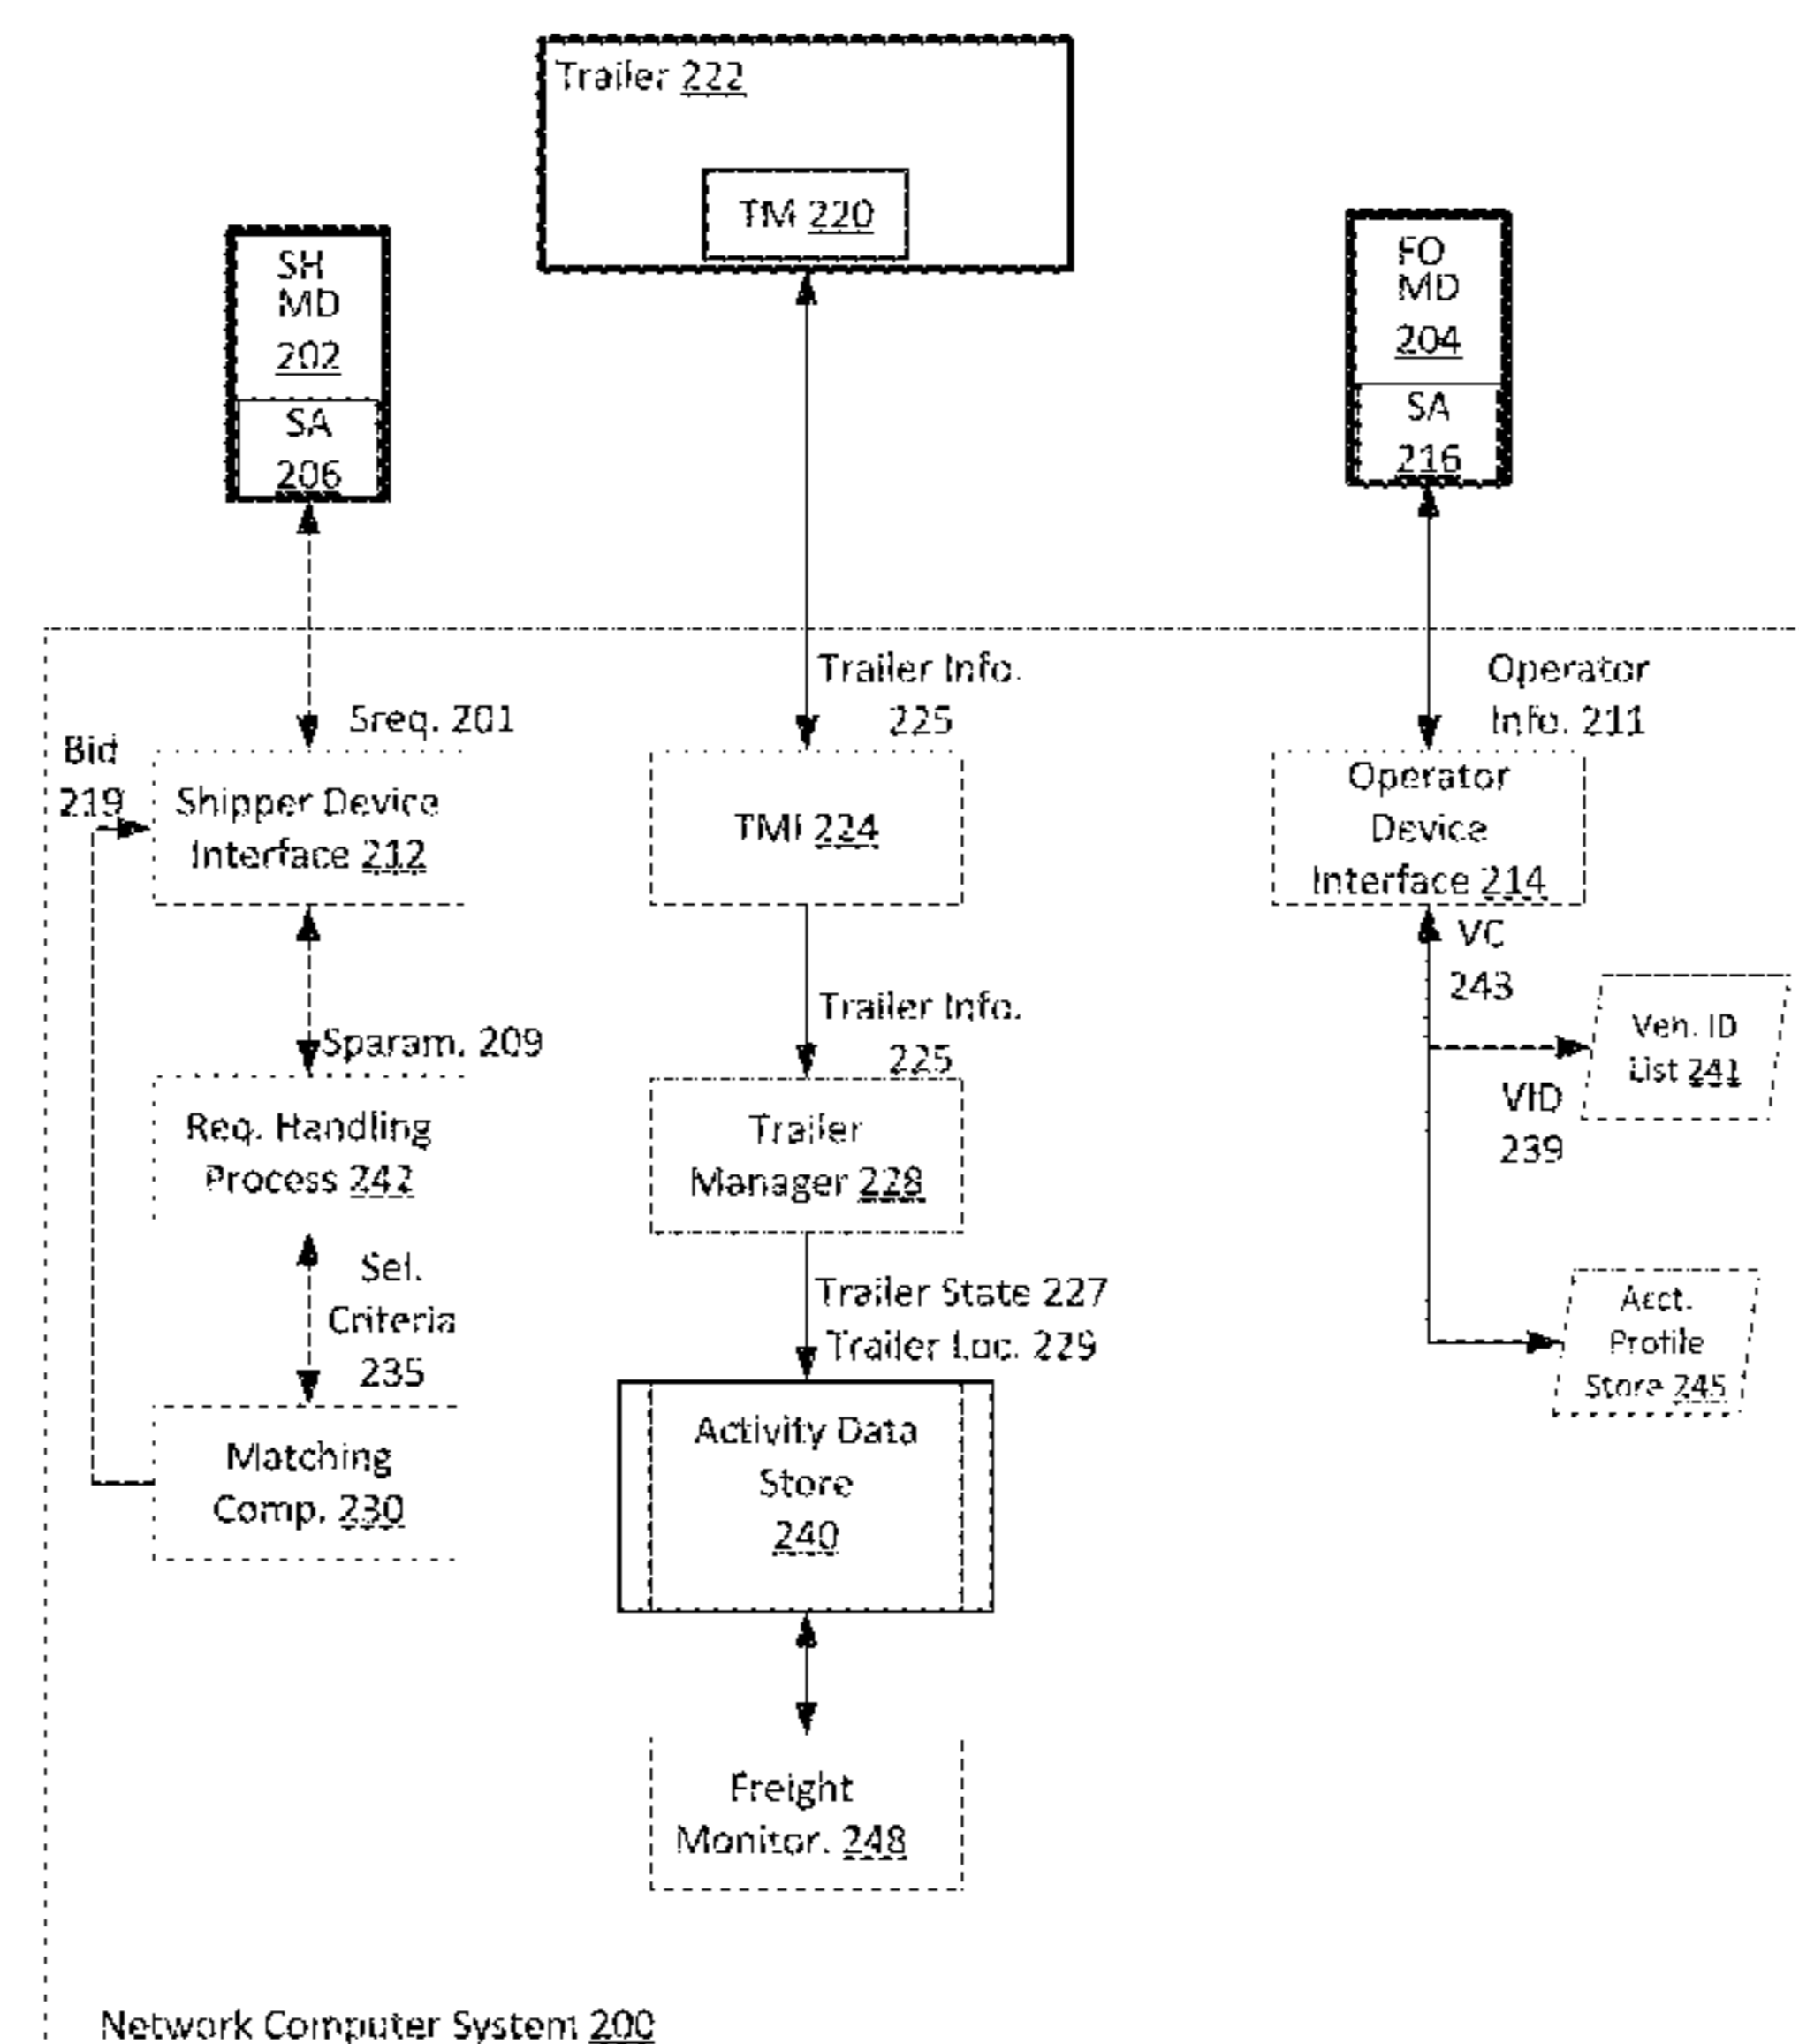 Trailer 222
TM 220
SH
MD
202
SA
206
FO
MD
204
SA
216
Trailer Info.
225
Operator
Info. 211
Sreq. 201
Bid
219
Shipper Device
Interface 212
TMI 224
Operator
Device
Interface 214
VC
243
Trailer Info.
225
Veh. ID
List 241
VID
239
Sparam. 209
Req. Handling
Process 242
Trailer
Manager 228
Sel.
Criteria
235
Trailer State 227
Trailer Loc. 229
Acct.
Profile
Store 245
Matching
Comp. 230
Activity Data
Store
240
Freight
Monitor. 248
Network Computer System 200